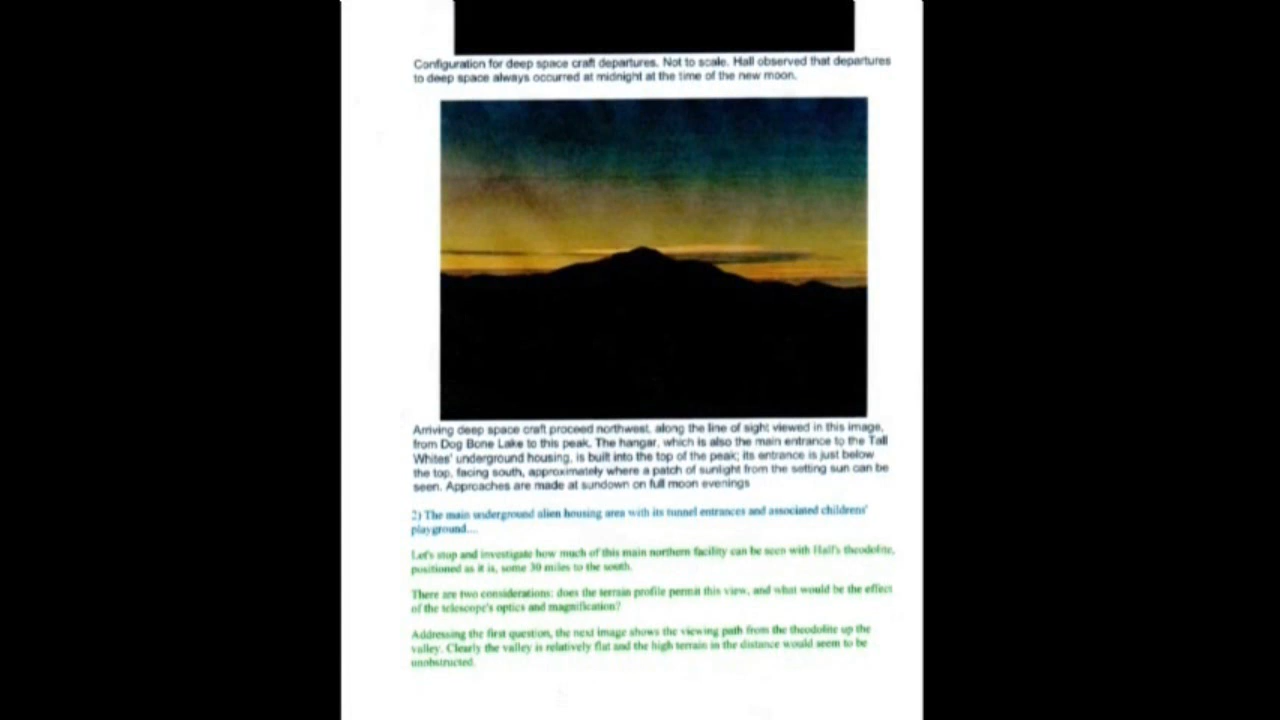 Configuration for deep space craft departures. Not to scale. Hall observed that departures
to deep space always occurred at midnight at the time of the new moon.
Arriving deep space craft proceed northwest, along the line of sight viewed in this image,
from Dog Bone Lake to this peak. The hangar, which is also the main entrance to the Tall
Whites' underground housing, is built into the top of the peak; its entrance is just below
the top, facing south, approximately where a patch of sunlight from the setting sun can be
seen. Approaches are made at sundown on full moon evenings
2) The main underground alien housing area with its tunnel entrances and associated childrens'
playground....
Let's stop and investigate how much of this main northern facility can be seen with Hall's theodolite,
positioned as it is, some 30 miles to the south.
There are two considerations: does the terrain profile permit this view, and what would be the effect
of the telescope's optics and magnification?
Addressing the first question, the next image shows the viewing path from the theodolite up the
valley. Clearly the valley is relatively flat and the high terrain in the distance would seem to be
unobstructed.